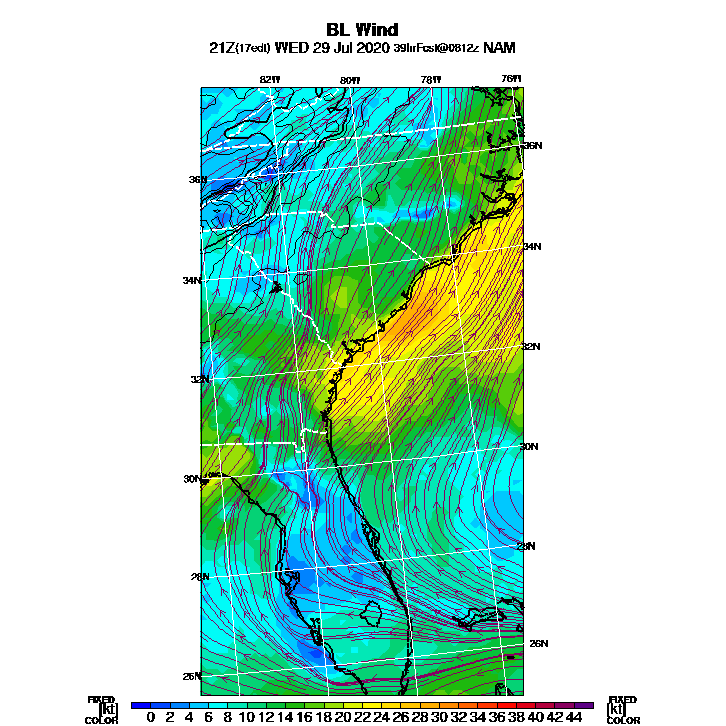 BL Wind
21Z(17edt) WED 29 Jul 2020 39hrFcst@0812z NAM
82W 80W 78W 76W
36N
36N
34N
34N
32N
32N
30N
30N
28N
28N
26N
26N
FIXED FIXED
[kt] 0 2 4 6 8 10 12 14 16 18 20 22 24 26 28 30 32 34 36 38 40 42 44 [kt]
COLOR COLOR